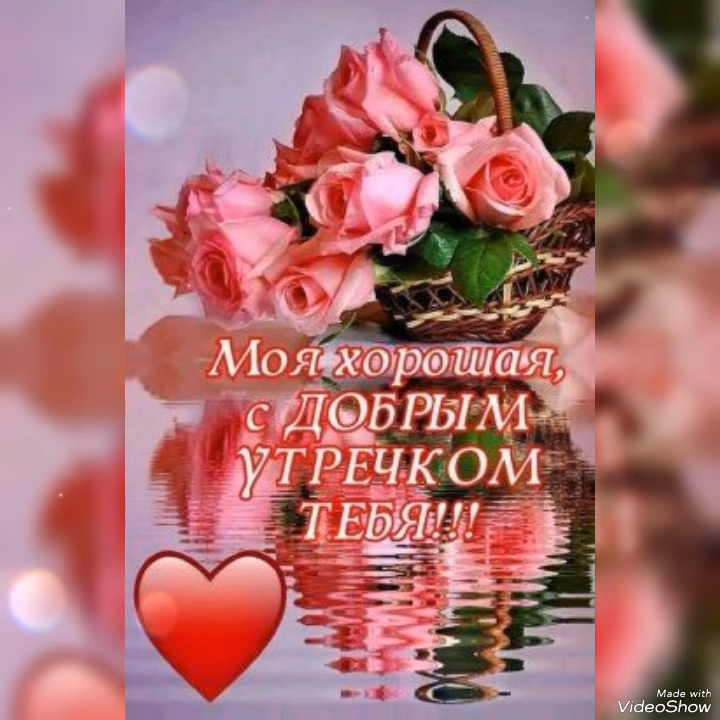 Моя хорошая,
с ДОБРЫМ
УТРЕЧКОМ
ТЕБЯ!!!
Made with
VideoShow